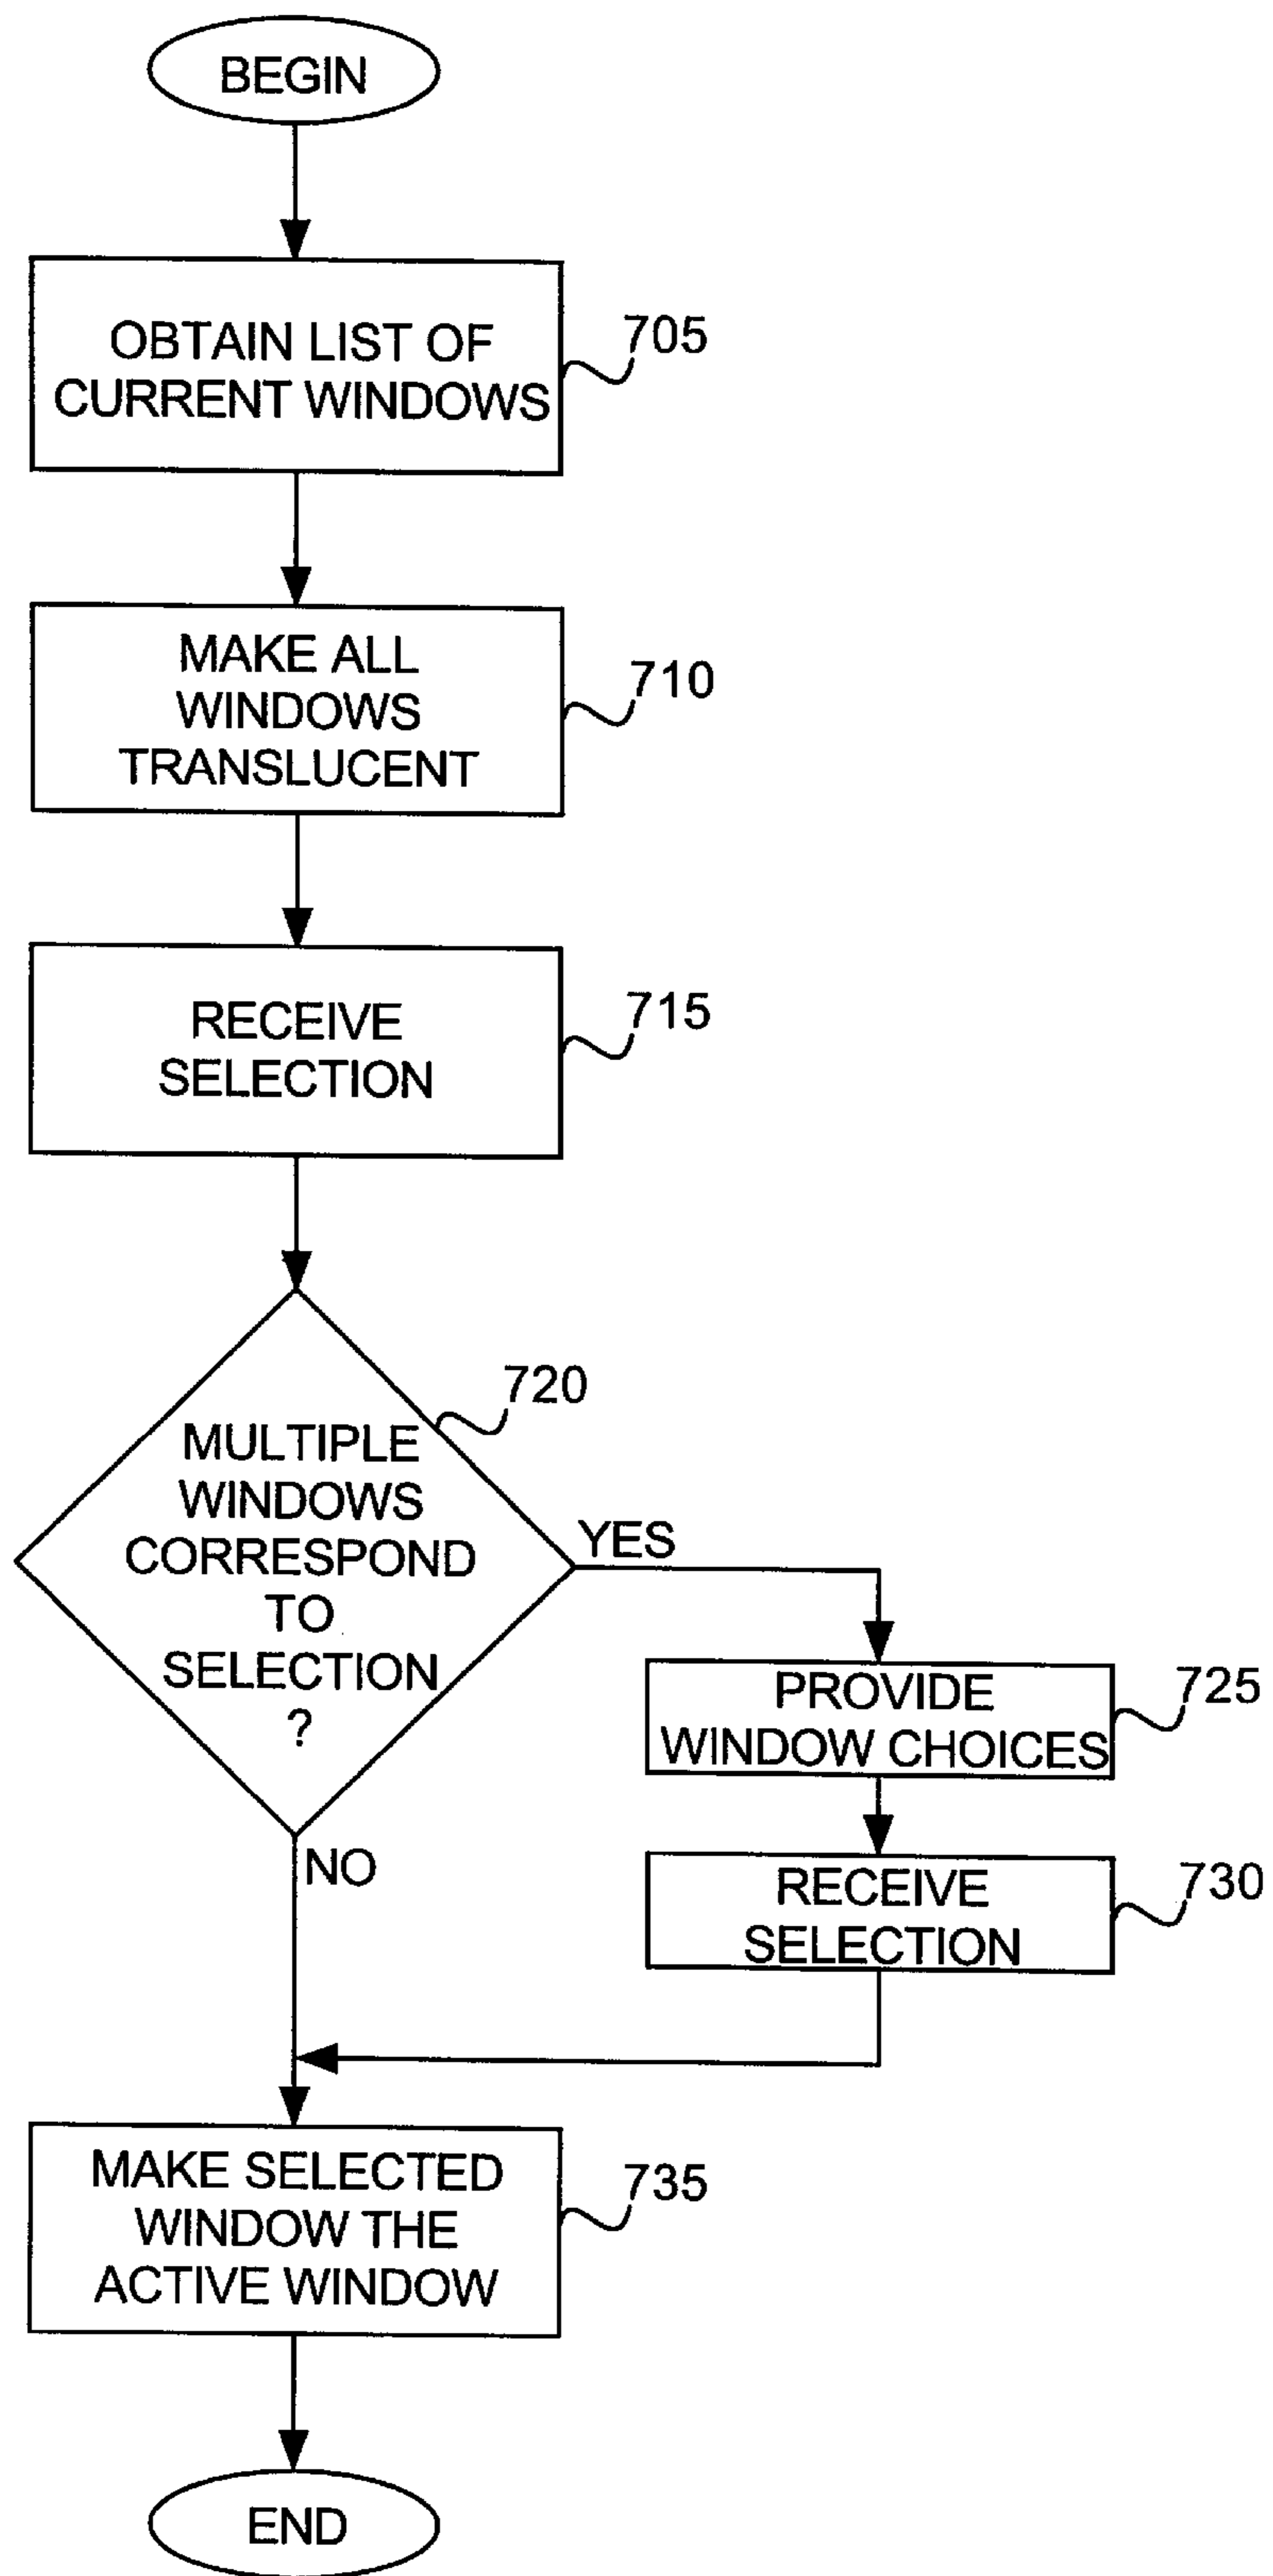 BEGIN
OBTAIN LIST OF
CURRENT WINDOWS
705
MAKE ALL
WINDOWS
TRANSLUCENT
710
RECEIVE
SELECTION
715
MULTIPLE
WINDOWS
CORRESPOND
TO
SELECTION
?
720
YES
PROVIDE
WINDOW CHOICES
725
RECEIVE
SELECTION
730
NO
MAKE SELECTED
WINDOW THE
ACTIVE WINDOW
735
END